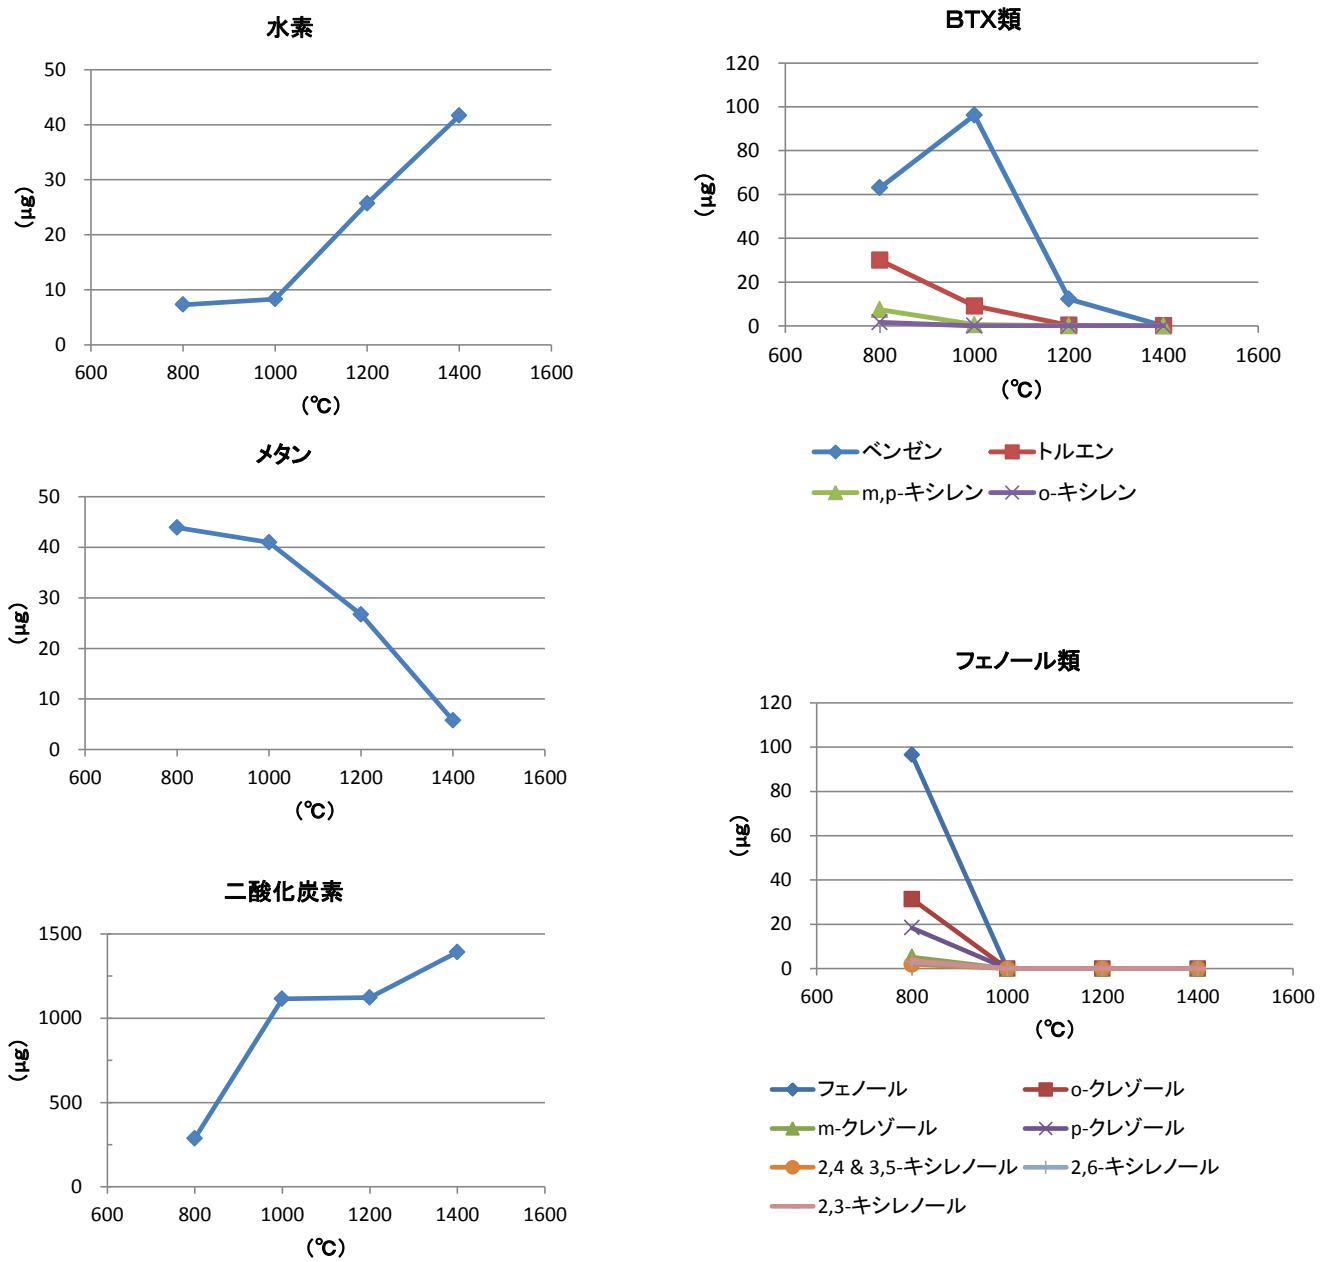 水素
50
40
30
20
10
0
(μg)
600 800 1000 1200 1400 1600
(℃)
メタン
50
40
30
20
10
0
(μg)
600 800 1000 1200 1400 1600
(℃)
二酸化炭素
1500
1000
500
0
(μg)
600 800 1000 1200 1400 1600
(℃)
BTX類
120
100
80
60
40
20
0
(μg)
600 800 1000 1200 1400 1600
(℃)
ベンゼン トルエン
m,p-キシレン o-キシレン
フェノール類
120
100
80
60
40
20
0
(μg)
600 800 1000 1200 1400 1600
(℃)
フェノール o-クレゾール
m-クレゾール p-クレゾール
2,4 & 3,5-キシレノール 2,6-キシレノール
2,3-キシレノール